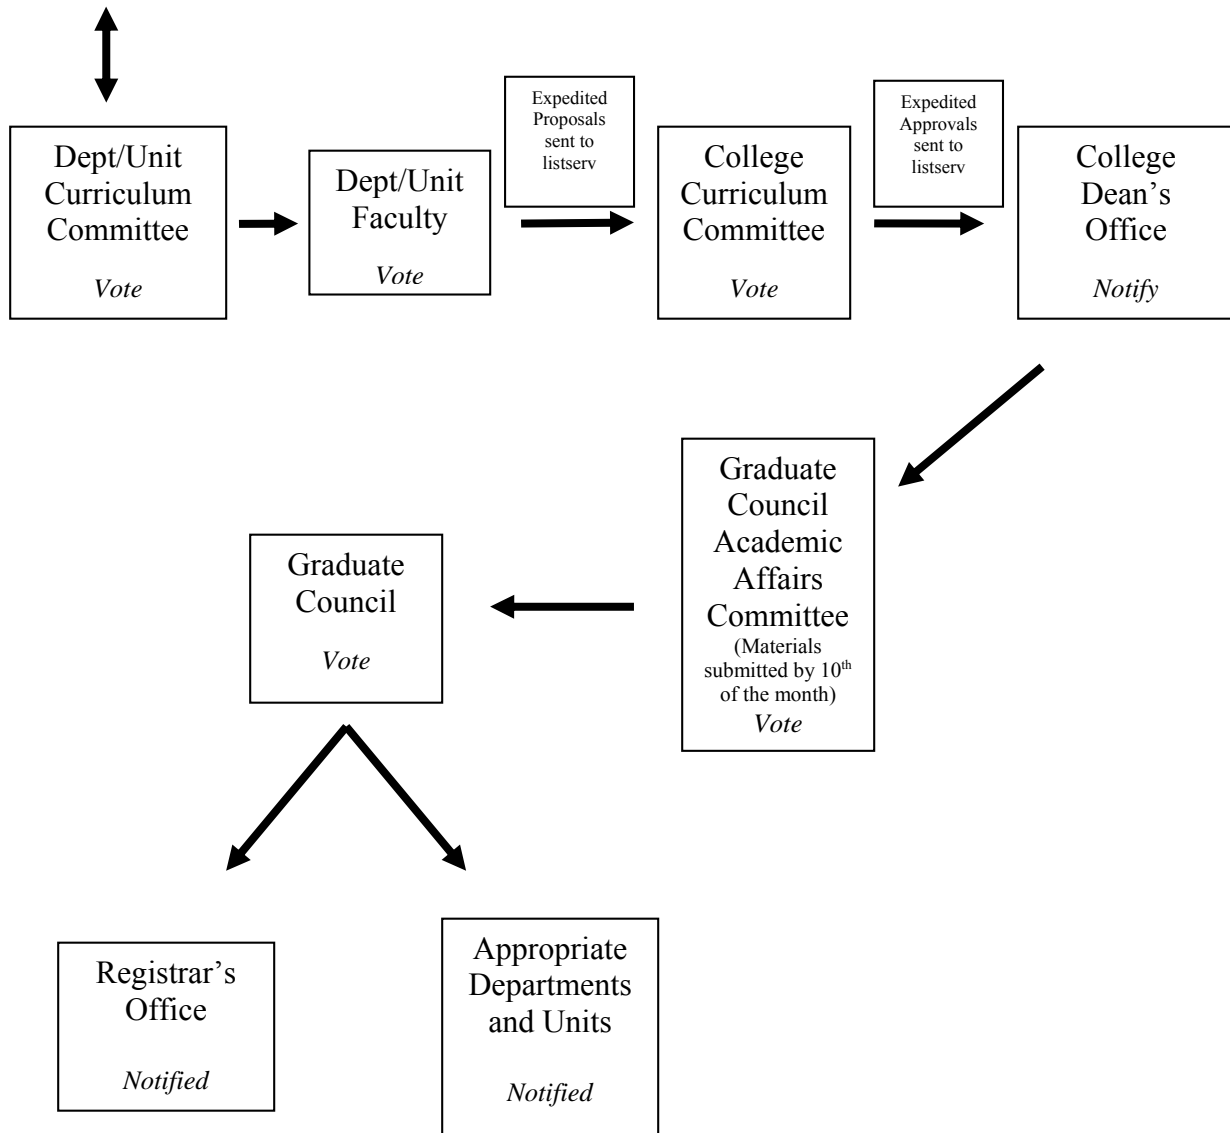 Dept/Unit
Curriculum
Committee
Vote
Dept/Unit
Faculty
Vote
Expedited
Proposals
sent to
listserv
College
Curriculum
Committee
Vote
Expedited
Approvals
sent to
listserv
College
Dean’s
Office
Notify
Graduate
Council
Academic
Affairs
Committee
(Materials
submitted by 10th
of the month)
Vote
Graduate
Council
Vote
Registrar’s
Office
Notified
Appropriate
Departments
and Units
Notified